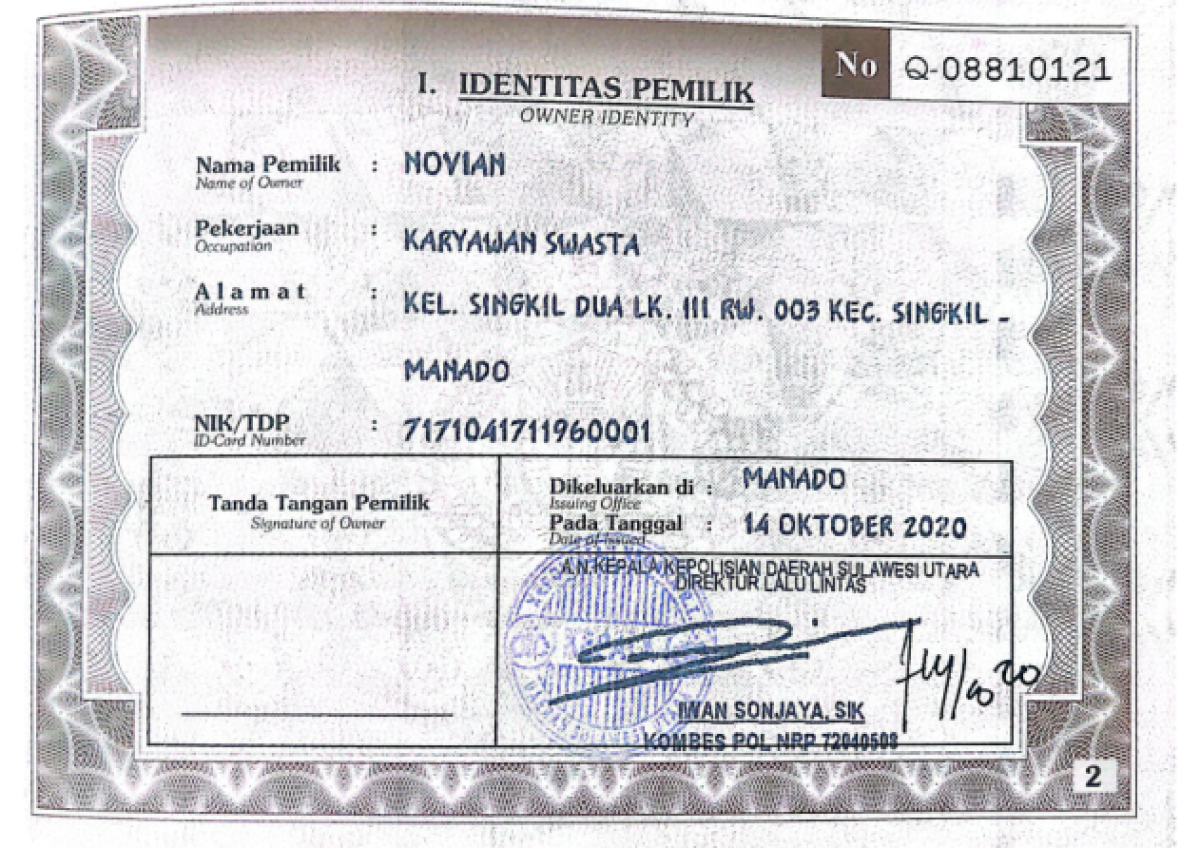 No Q-08810121
I. IDENTITAS PEMILIK
OWNER IDENTITY
Nama Pemilik : NOVIAN
Name of Owner
Pekerjaan : KARYAWAN SWASTA
Occupation
Alamat : KEL. SINGKIL DUA LK. III RW. 003 KEC. SINGKIL -
Address
MANADO
NIK/TDP : 7171041711960001
ID-Card Number
Tanda Tangan Pemilik
Signature of Owner
Dikeluarkan di : MANADO
Issuing Office
Pada Tanggal : 14 OKTOBER 2020
Date of Issued
A.N KEPALA KEPOLISIAN DAERAH SULAWESI UTARA
DIREKTUR LALU LINTAS
IWAN SONJAYA, SIK
KOMBES POL NRP 72040508
2